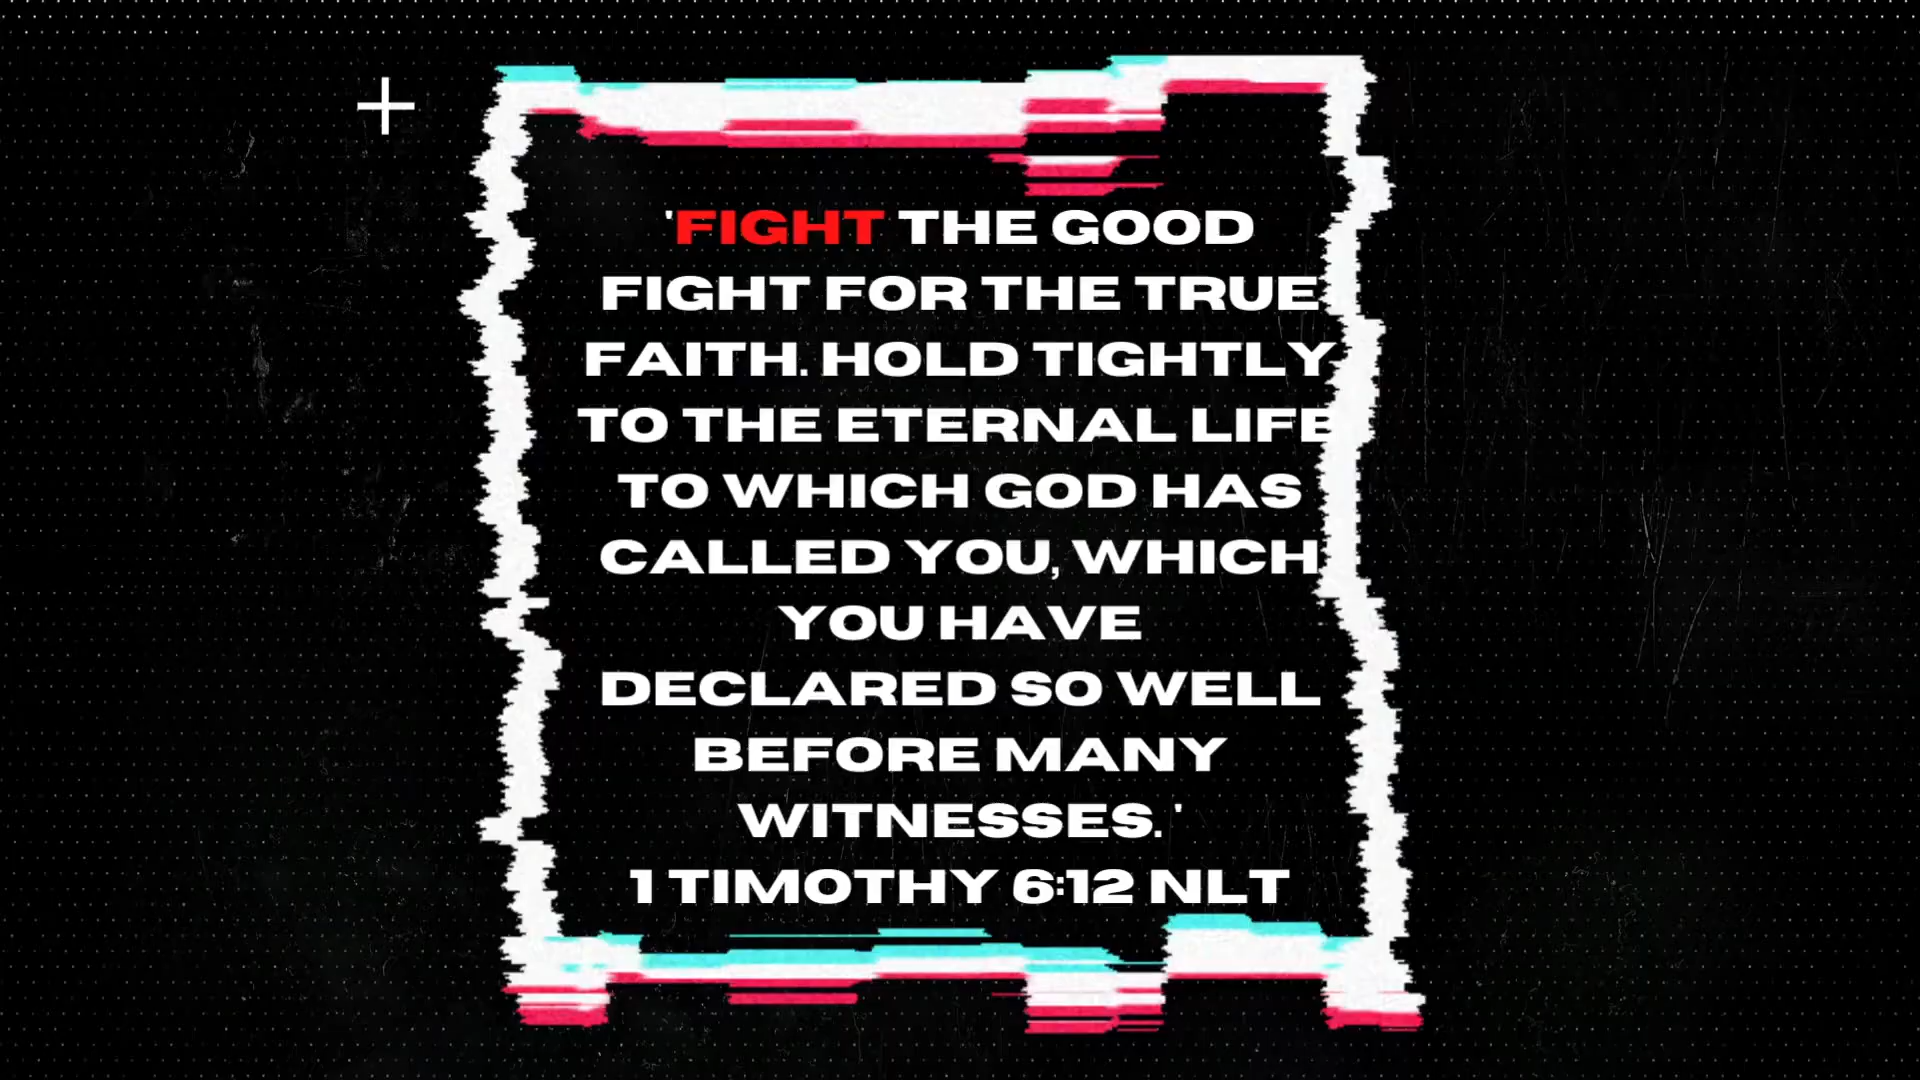 'FIGHT THE GOOD
FIGHT FOR THE TRUE
FAITH. HOLD TIGHTLY
TO THE ETERNAL LIFE
TO WHICH GOD HAS
CALLED YOU, WHICH
YOU HAVE
DECLARED SO WELL
BEFORE MANY
WITNESSES. '
1 TIMOTHY 6:12 NLT